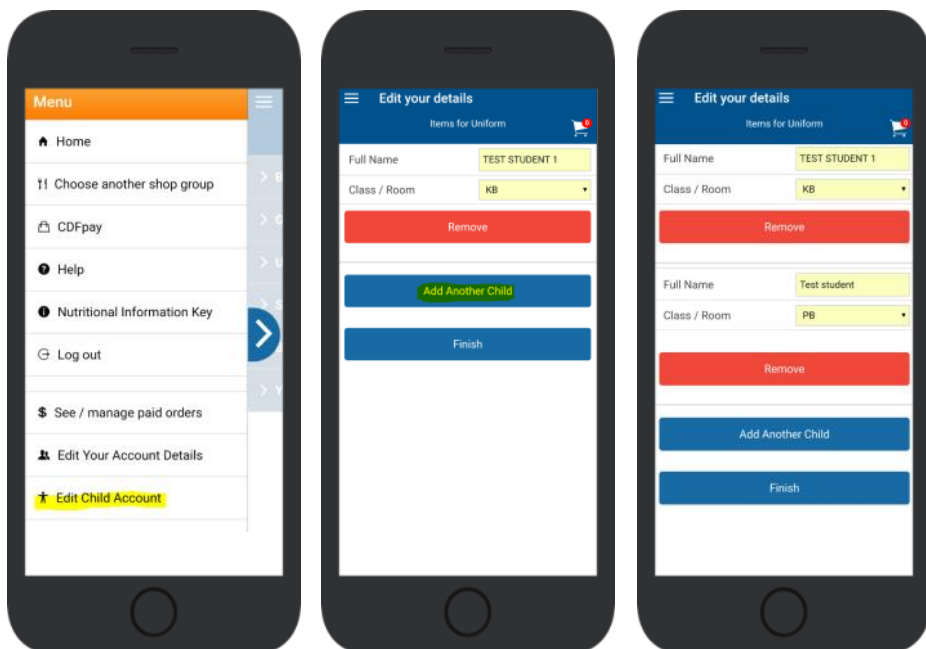 Menu
Home
Choose another shop group
CDFpay
Help
Nutritional Information Key
Log out
$ See / manage paid orders
Edit Your Account Details
Edit Child Account
B
S
Y
Edit your details
Items for Uniform
0
Full Name TEST STUDENT 1
Class / Room KB
Remove
Add Another Child
Finish
Edit your details
Items for Uniform
0
Full Name TEST STUDENT 1
Class / Room KB
Remove
Full Name Test student
Class / Room PB
Remove
Add Another Child
Finish